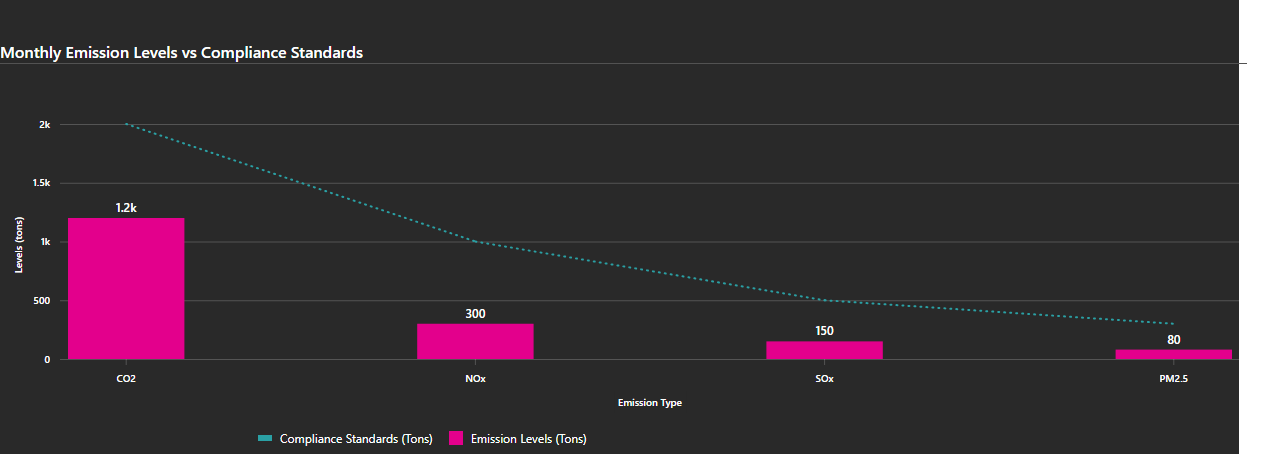 Monthly Emission Levels vs Compliance Standards
2k
1.5k
1k
500
0
Levels (tons)
1.2k
300
150
80
CO2
NOx
SOx
PM2.5
Emission Type
Compliance Standards (Tons)
Emission Levels (Tons)